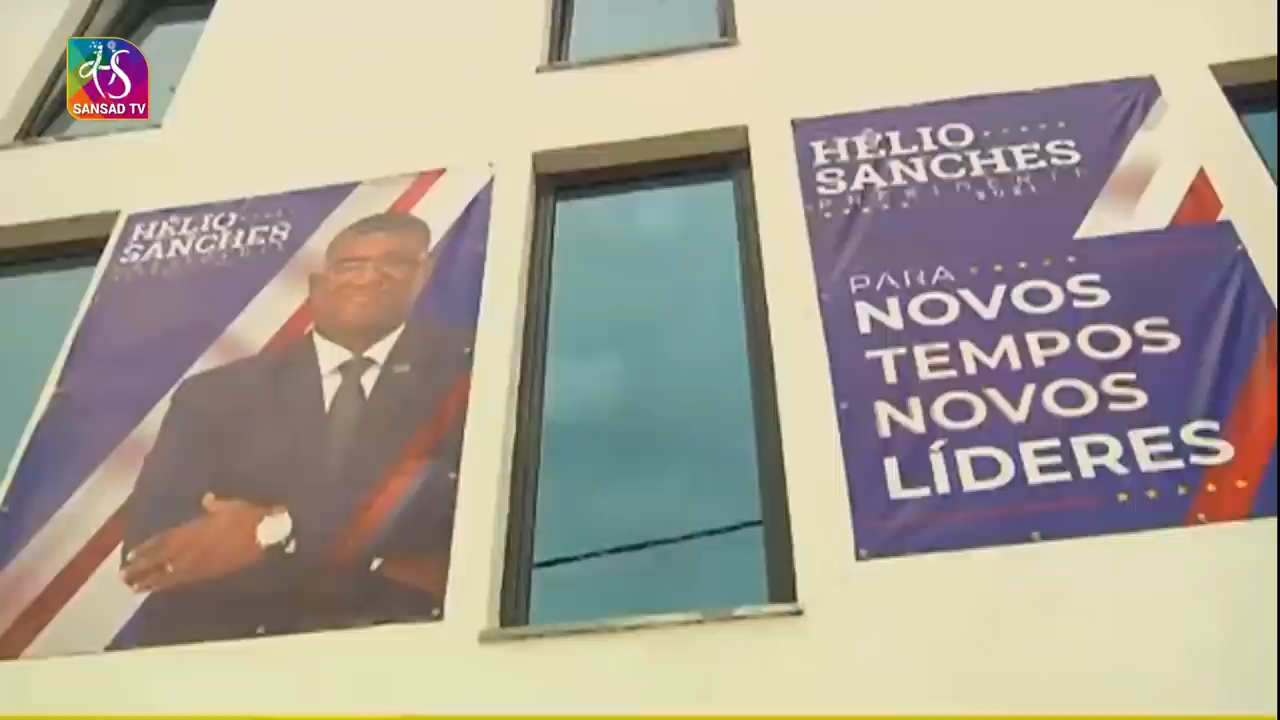 SANSAD TV
HÉLIO
SANCHES
HÉLIO
SANCHES
PARA
NOVOS
TEMPOS
NOVOS
LÍDERES